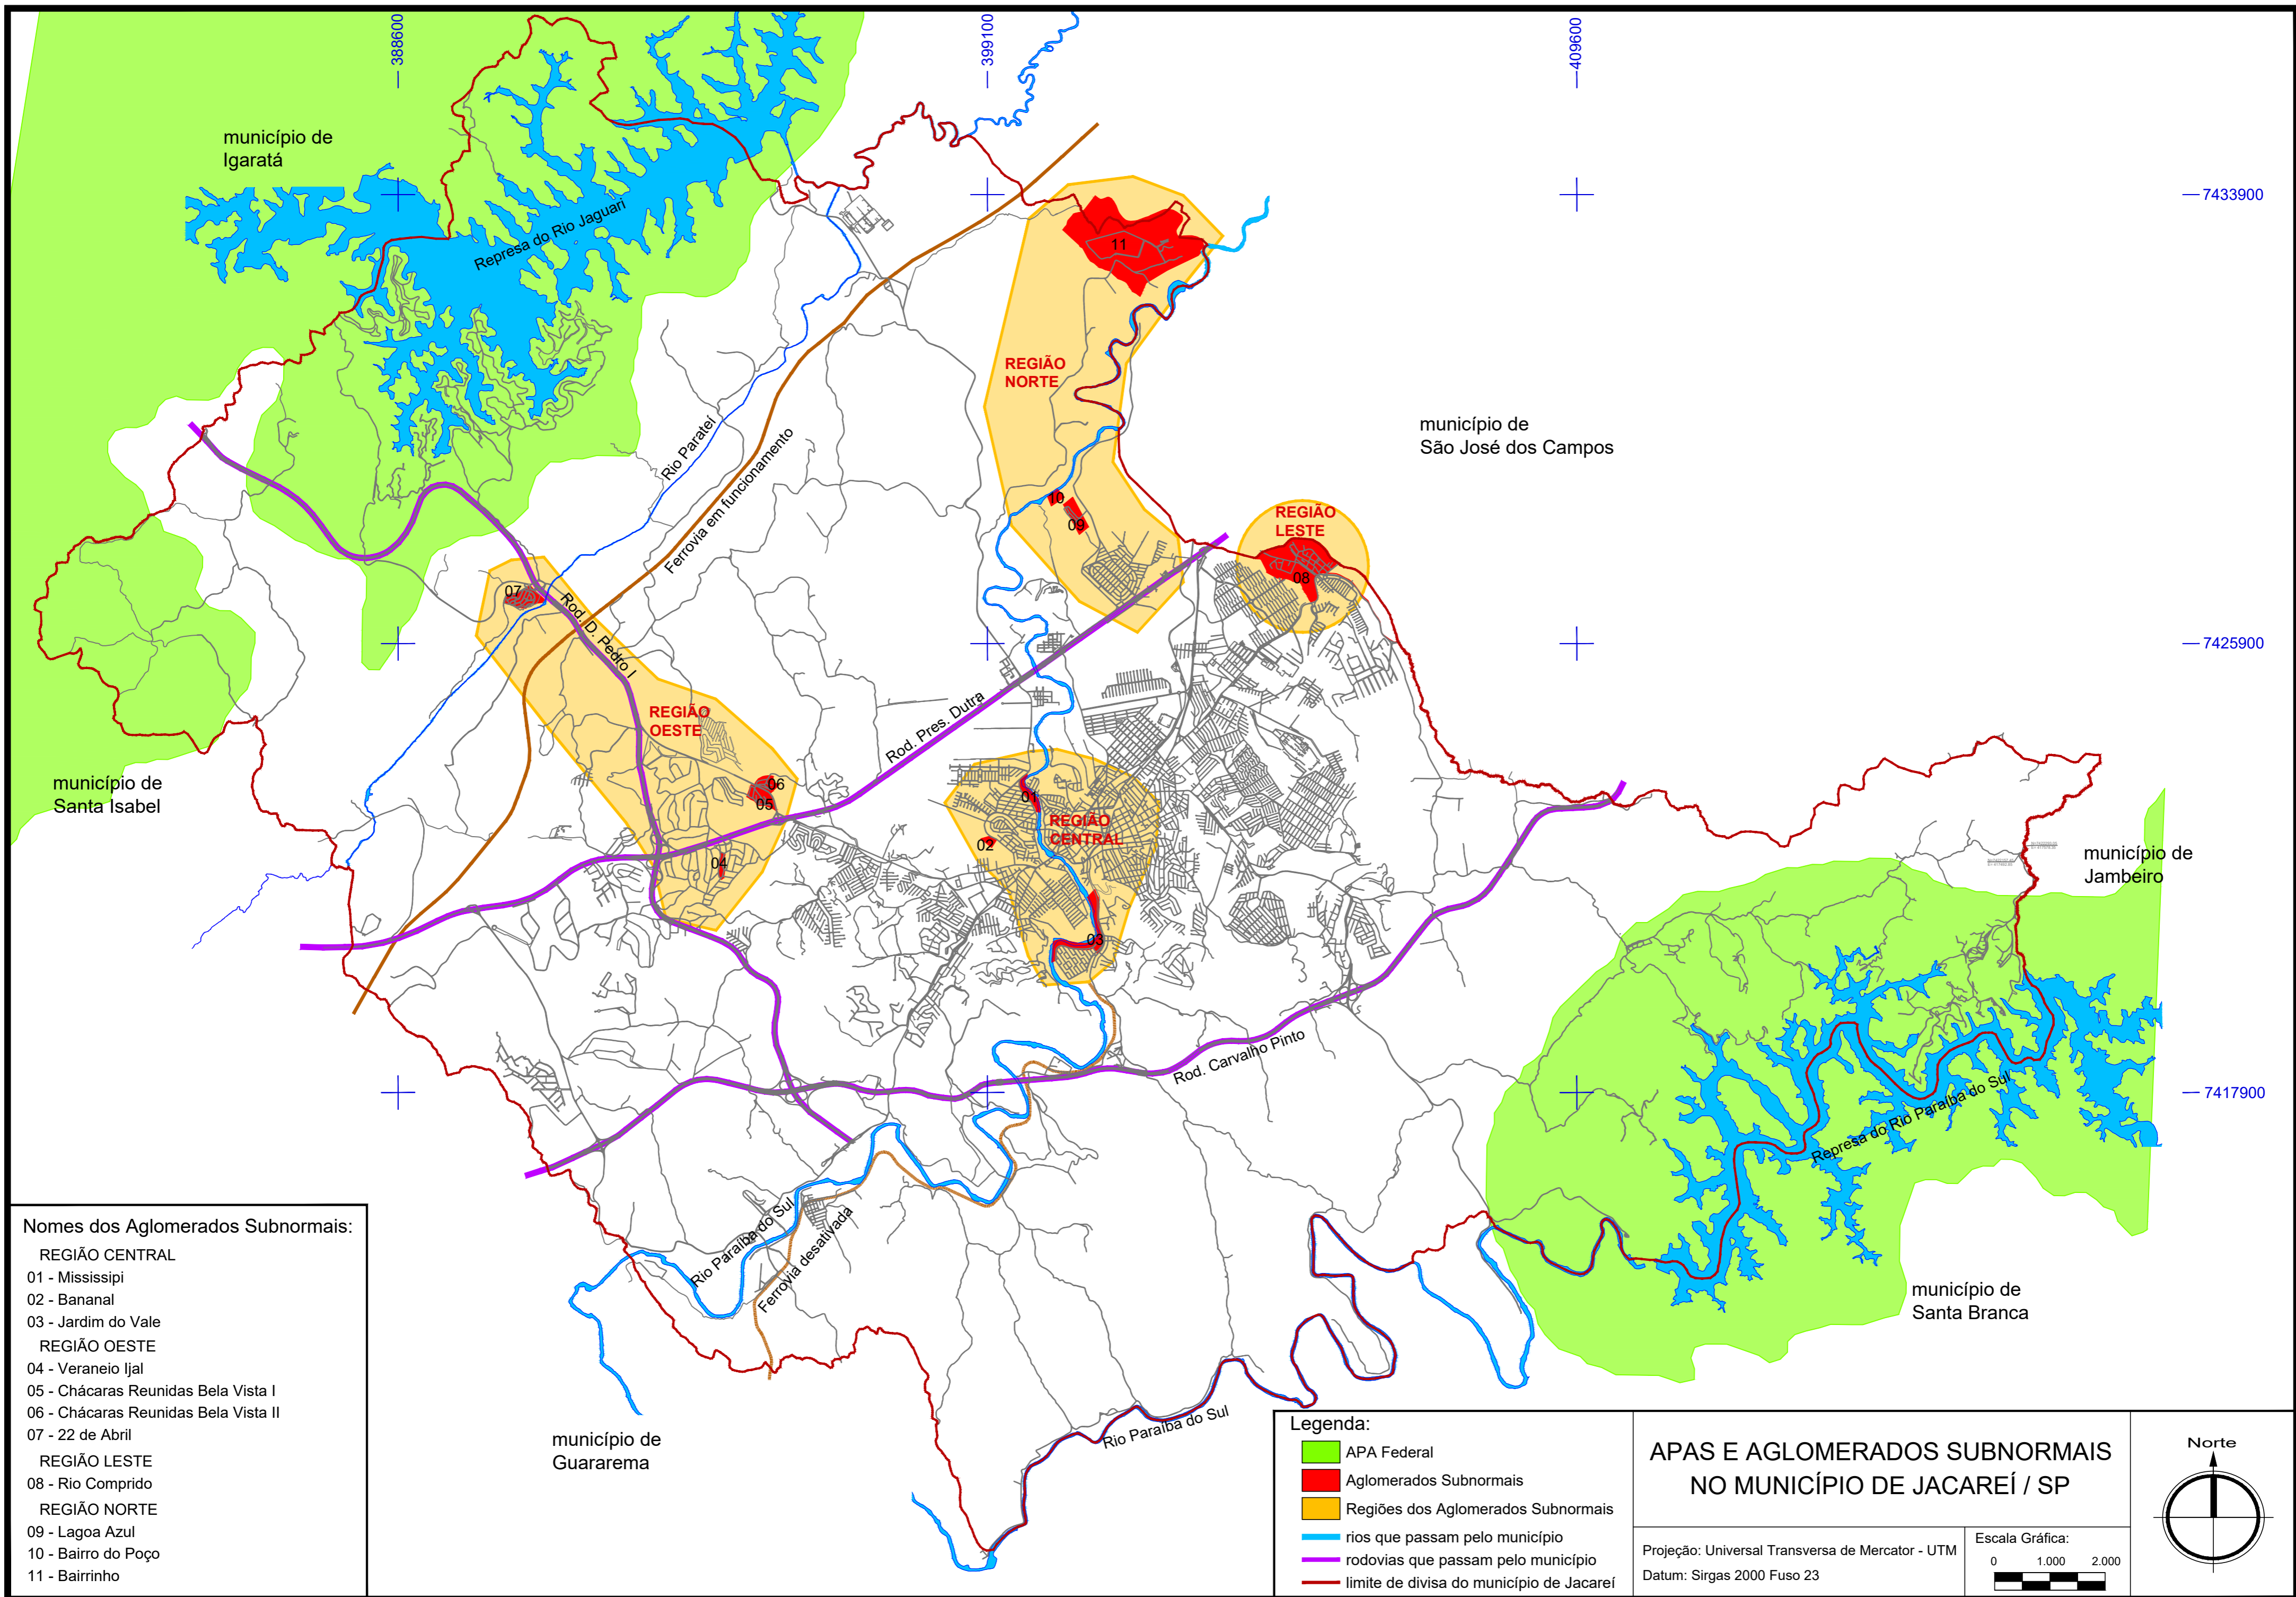 388600
399100
409600
município de
Igaratá
7433900
Represa do Rio Jaguari
11
REGIÃO
NORTE
município de
São José dos Campos
Rio Parateí
Ferrovia em funcionamento
10
09
REGIÃO
LESTE
08
07
Rod. D. Pedro I
7425900
REGIÃO
OESTE
Rod. Pres. Dutra
município de
Santa Isabel
06
05
01
REGIÃO
CENTRAL
02
04
município de
Jambeiro
03
Rod. Carvalho Pinto
7417900
Represa do Rio Paraíba do Sul
Rio Paraíba do Sul
Ferrovia desativada
município de
Santa Branca
Rio Paraíba do Sul
município de
Guararema
Nomes dos Aglomerados Subnormais:
REGIÃO CENTRAL
01 - Mississipi
02 - Bananal
03 - Jardim do Vale
REGIÃO OESTE
04 - Veraneio Ijal
05 - Chácaras Reunidas Bela Vista I
06 - Chácaras Reunidas Bela Vista II
07 - 22 de Abril
REGIÃO LESTE
08 - Rio Comprido
REGIÃO NORTE
09 - Lagoa Azul
10 - Bairro do Poço
11 - Bairrinho
Legenda:
APA Federal
Aglomerados Subnormais
Regiões dos Aglomerados Subnormais
rios que passam pelo município
rodovias que passam pelo município
limite de divisa do município de Jacareí
APAS E AGLOMERADOS SUBNORMAIS
NO MUNICÍPIO DE JACAREÍ / SP
Projeção: Universal Transversa de Mercator - UTM
Datum: Sirgas 2000 Fuso 23
Escala Gráfica:
0 1.000 2.000
Norte